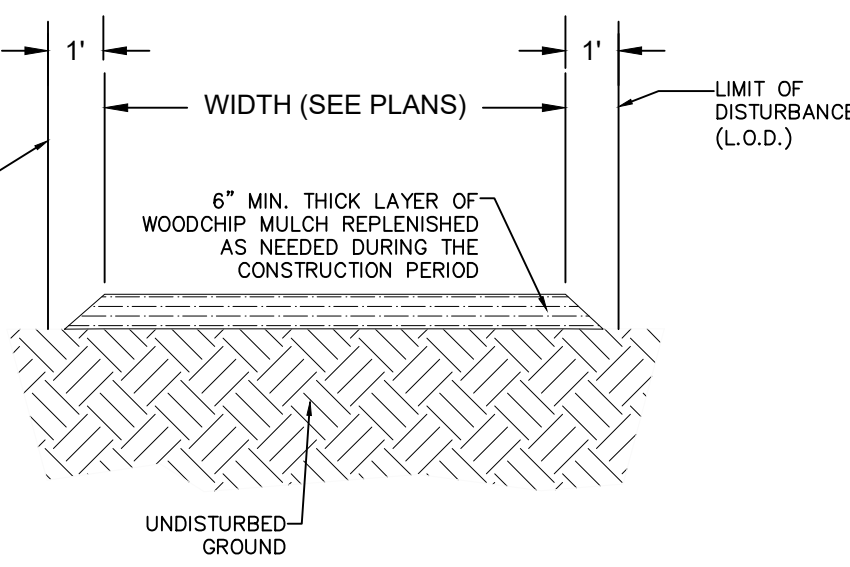 1' 1'
WIDTH (SEE PLANS)
LIMIT OF
DISTURBANCE
(L.O.D.)
6" MIN. THICK LAYER OF
WOODCHIP MULCH REPLENISHED
AS NEEDED DURING THE
CONSTRUCTION PERIOD
UNDISTURBED
GROUND